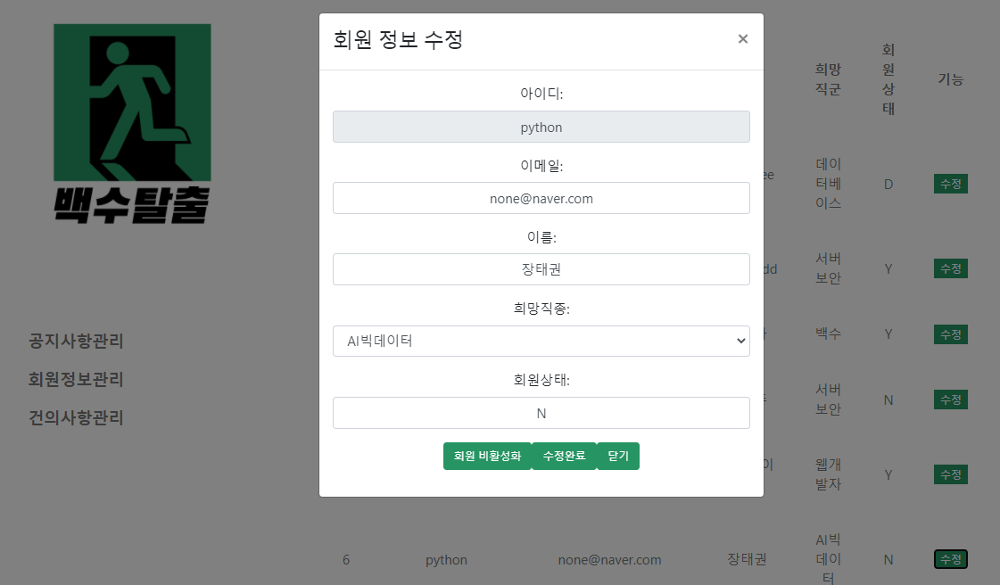 백수탈출
공지사항관리
회원정보관리
건의사항관리
회원 정보 수정
×
아이디:
python
이메일:
none@naver.com
이름:
장태권
희망직종:
AI빅데이터
회원상태:
N
회원 비활성화 수정완료 닫기
희망
직군
회
원
상
태
기능
ee
데이
터베
이스
D
수정
dd
서버
보안
Y
수정
백수
Y
수정
서버
보안
N
수정
이
웹개
발자
Y
수정
6
python
none@naver.com
장태권
AI빅
데이
터
N
수정